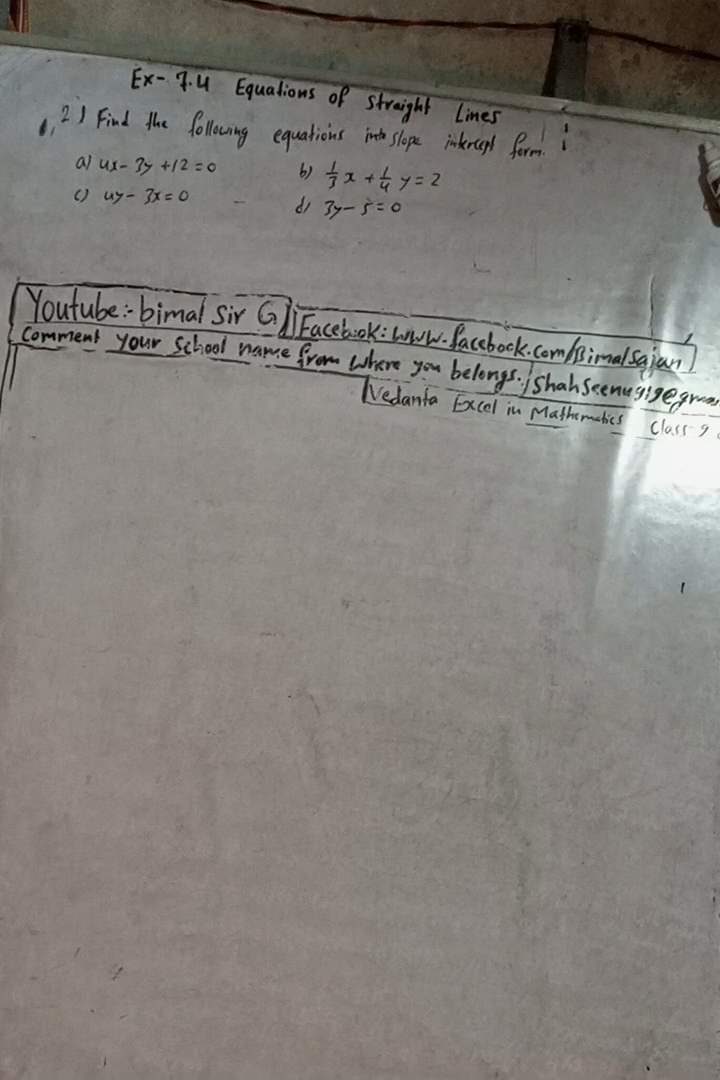 Ex- 7.4 Equations of Straight Lines
2) Find the following equations into slope intercept form.
a) 4x- 3y +12=0 b) 1/3 x + 1/4 y = 2
c) 4y- 3x=0 d) 3y-5=0
Youtube:- bimal Sir G Facebook: www.facebook.com/Bimalsajan
Comment your School name from where you belongs.
Vedanta Excel in Mathematics Class-9